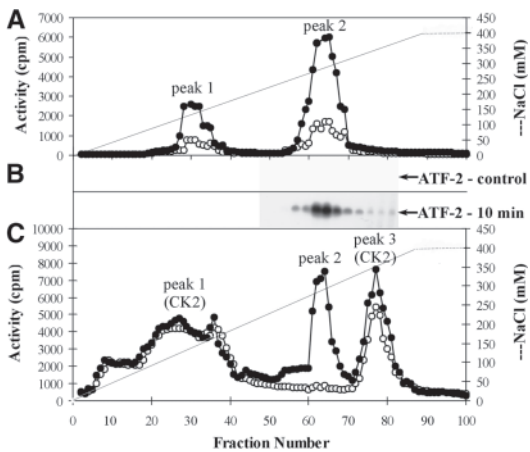 A
7000
6000
5000
4000
3000
2000
1000
0
Activity (cpm)
peak 1
peak 2
450
400
350
300
250
200
150
100
50
0
---NaCl (mM)
B
ATF-2 - control
ATF-2 - 10 min
C
10000
9000
8000
7000
6000
5000
4000
3000
2000
1000
0
Activity (cpm)
peak 1
(CK2)
peak 2
peak 3
(CK2)
450
400
350
300
250
200
150
100
50
0
---NaCl (mM)
0 10 20 30 40 50 60 70 80 90 100
Fraction Number